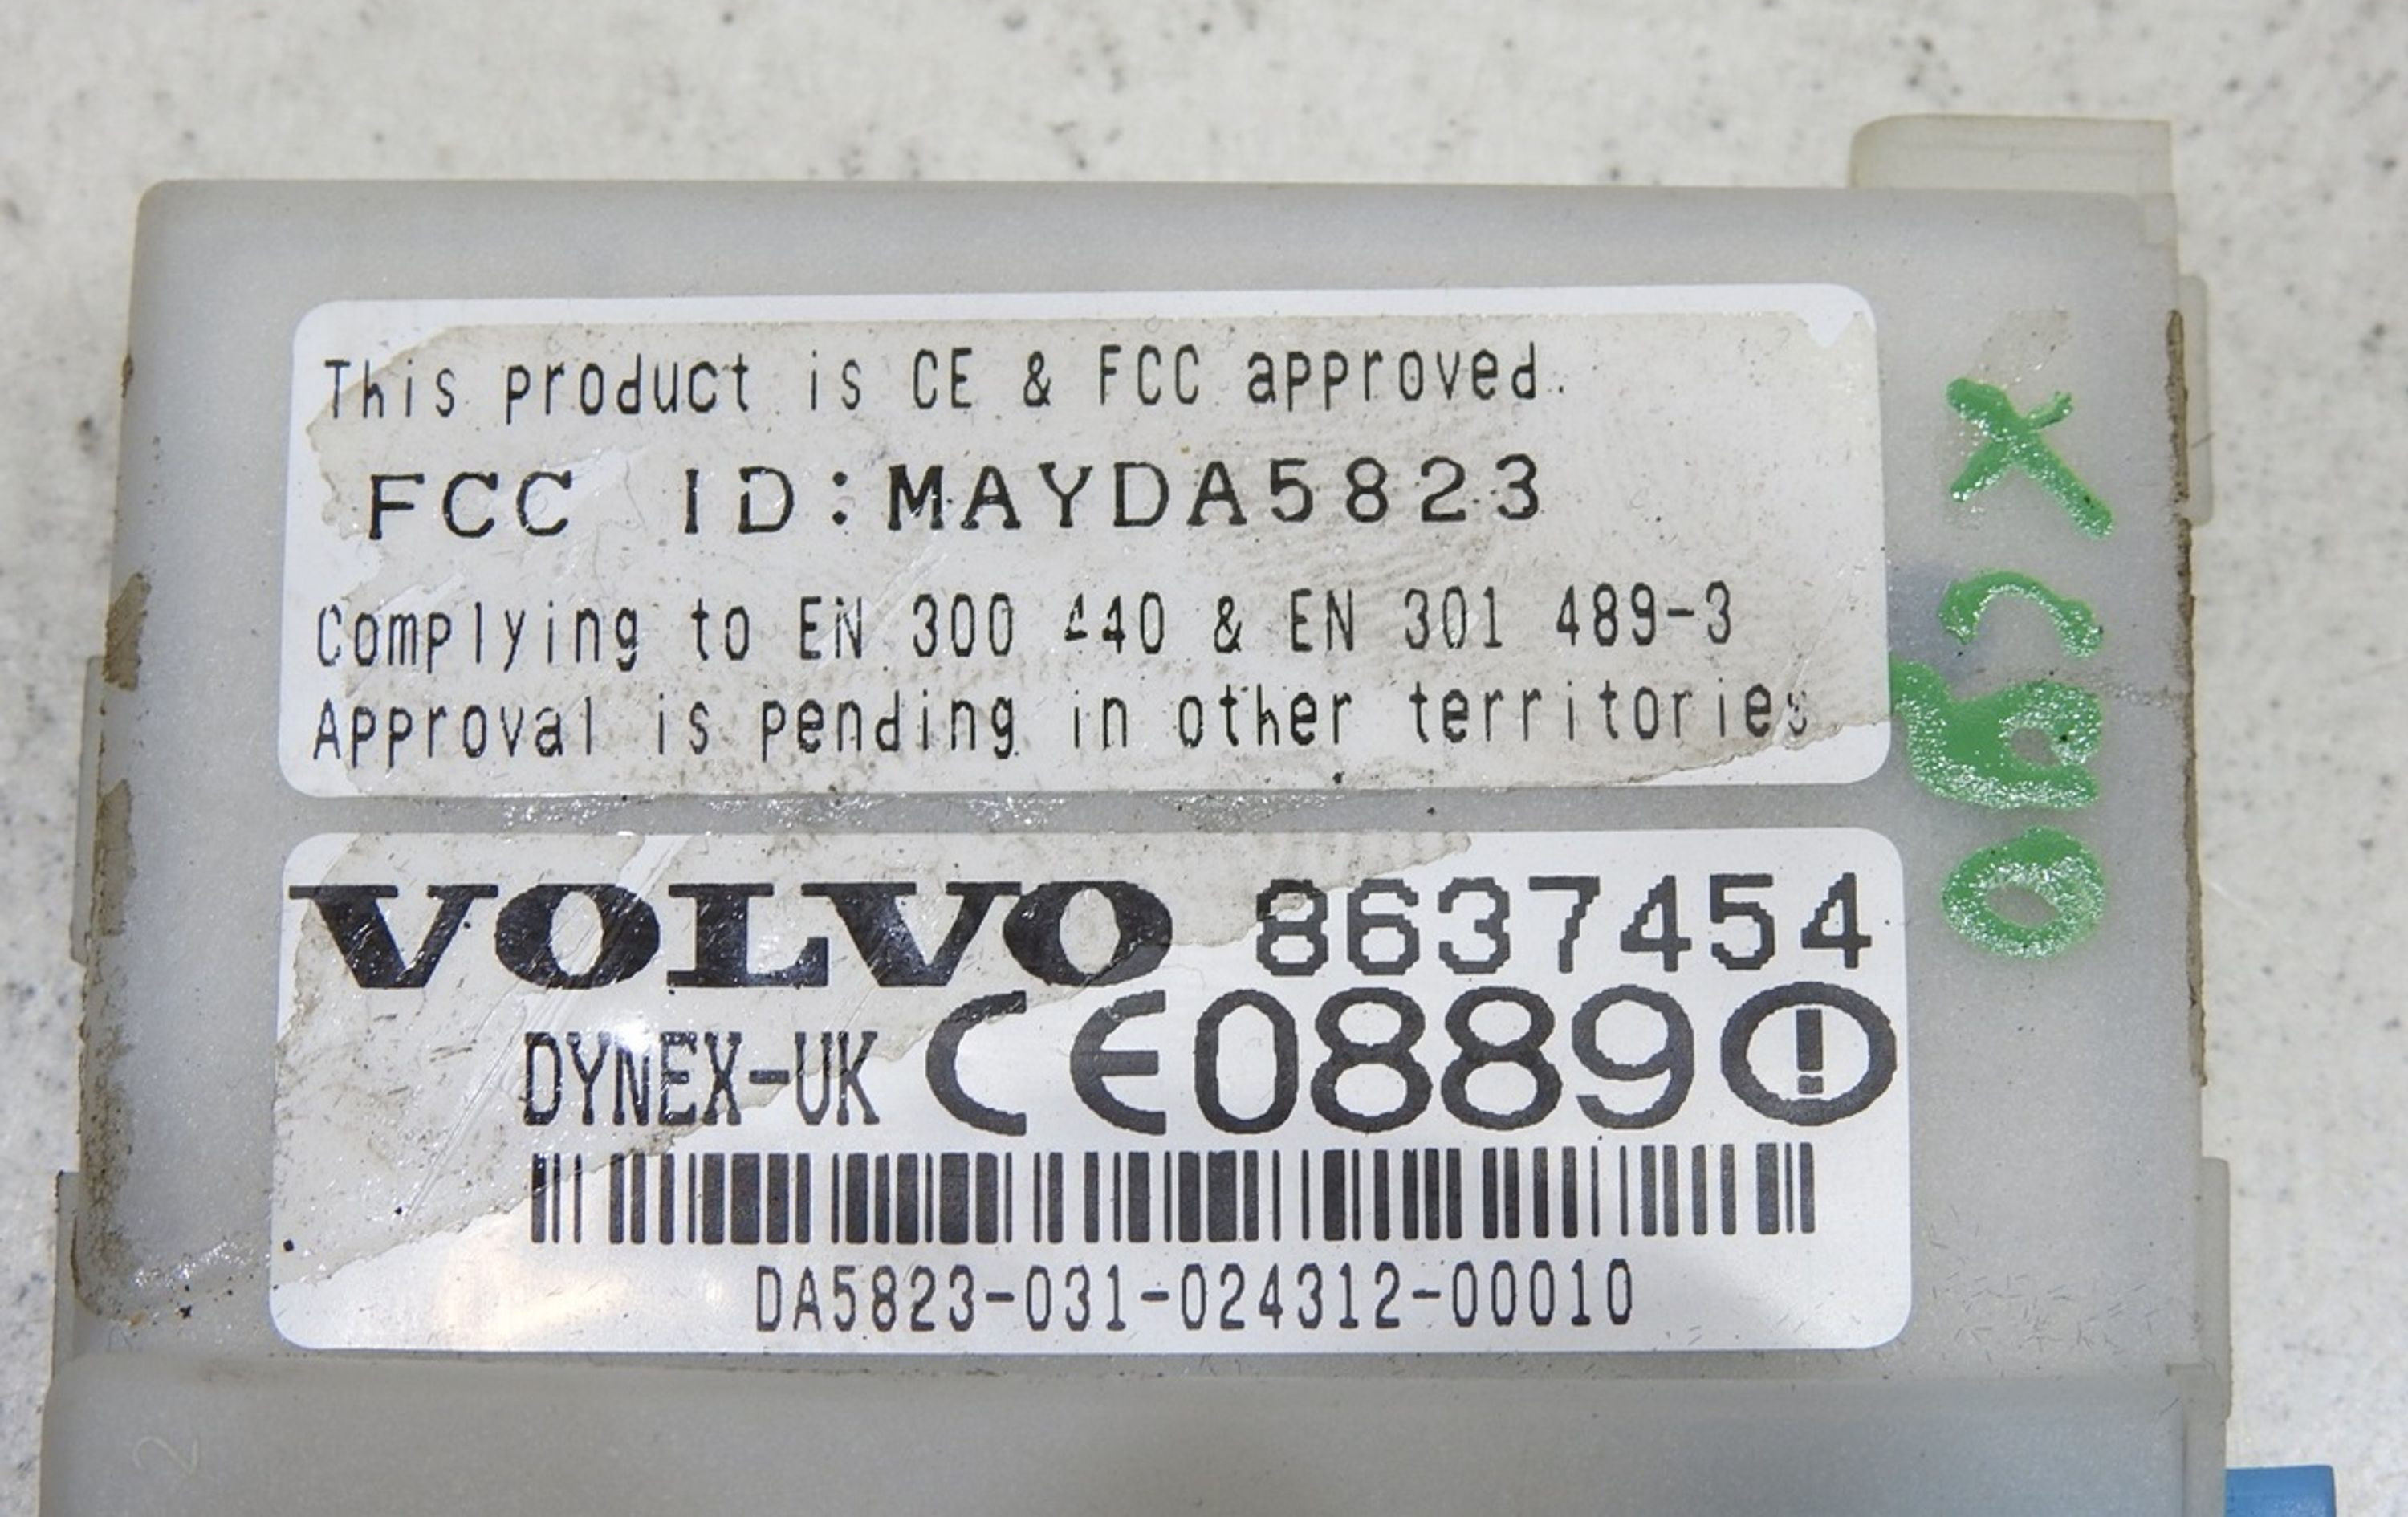 This product is CE & FCC approved.
FCC ID:MAYDA5823
Complying to EN 300 440 & EN 301 489-3
Approval is pending in other territories
VOLVO 8637454
DYNEX-UK CE0889!
DA5823-031-024312-00010